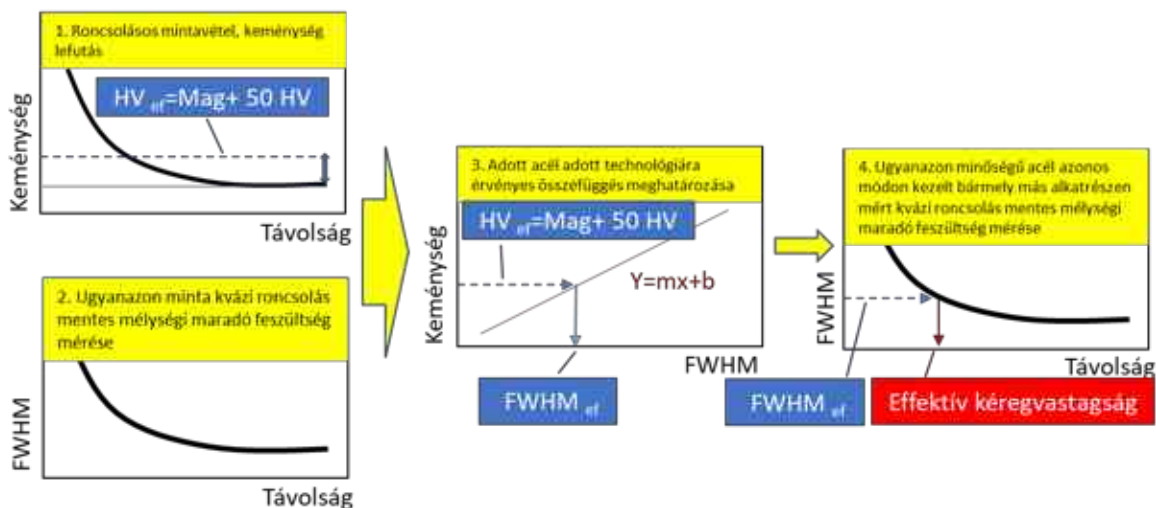 1. Roncsolásos mintavétel, keménység
lefutás
HV ef=Mag+ 50 HV
Keménység
Távolság
2. Ugyanazon minta kvázi roncsolás
mentes mélységi maradó feszültség
mérése
FWHM
Távolság
3. Adott acél adott technológiára
érvényes összefüggés meghatározása
HV ef=Mag+ 50 HV
Y=mx+b
Keménység
FWHM
FWHM ef
4. Ugyanazon minőségű acél azonos
módon kezelt bármely más alkatrészen
mért kvázi roncsolás mentes mélységi
maradó feszültség mérése
FWHM
Távolság
FWHM ef
Effektív kéregvastagság